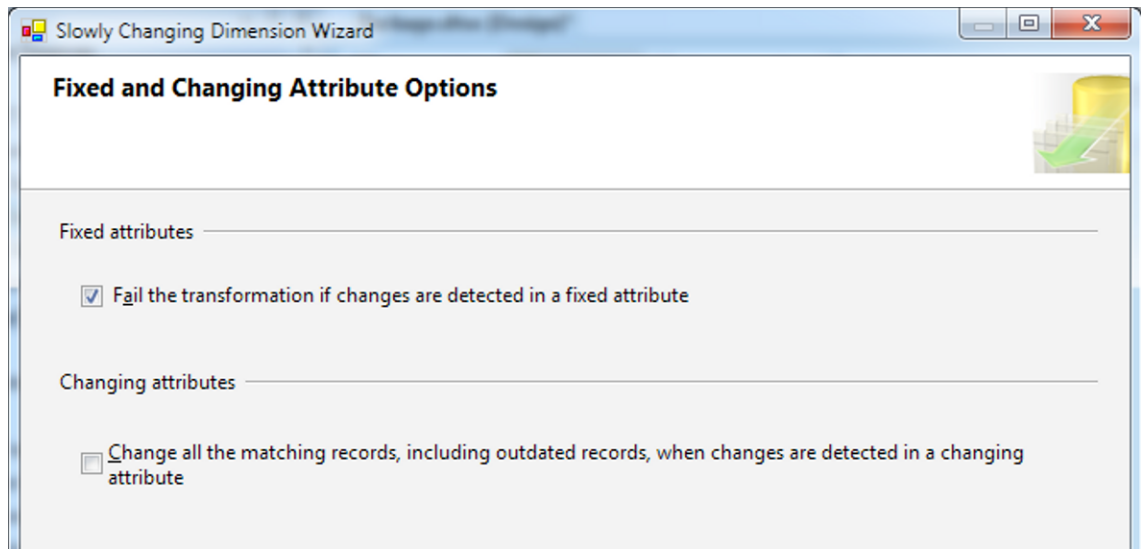 Slowly Changing Dimension Wizard
Fixed and Changing Attribute Options
Fixed attributes
Fail the transformation if changes are detected in a fixed attribute
Changing attributes
Change all the matching records, including outdated records, when changes are detected in a changing
attribute